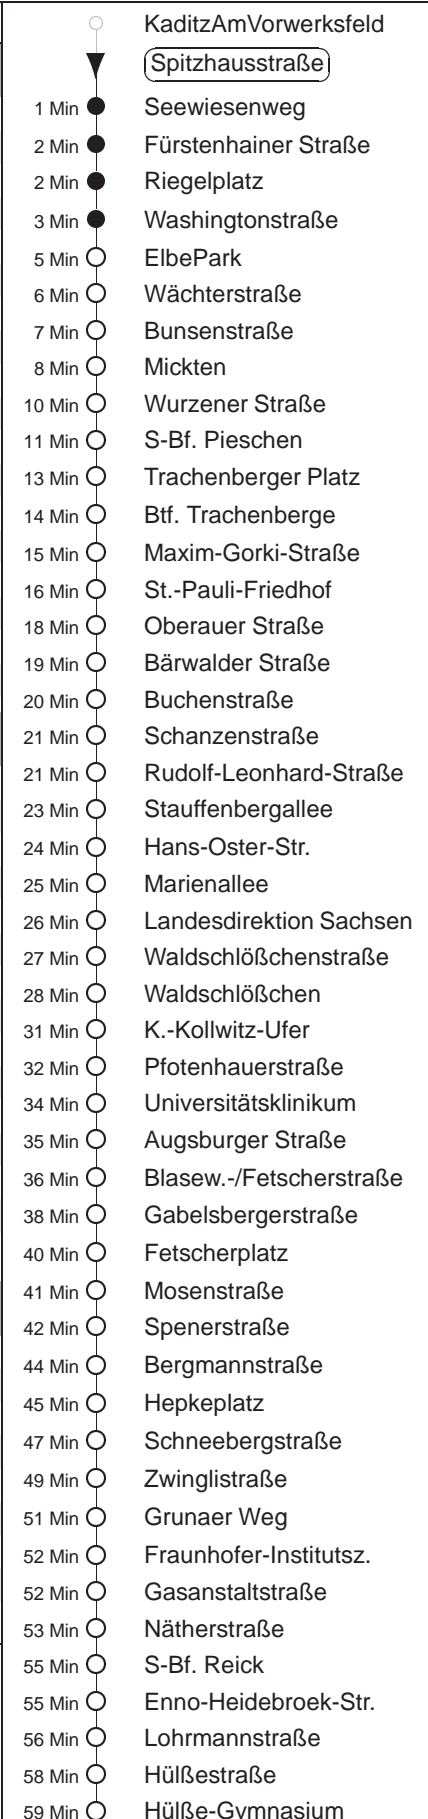 KaditzAmVorwerksfeld
Spitzhausstraße
1 Min Seewiesenweg
2 Min Fürstenhainer Straße
2 Min Riegelplatz
3 Min Washingtonstraße
5 Min ElbePark
6 Min Wächterstraße
7 Min Bunsenstraße
8 Min Mickten
10 Min Wurzener Straße
11 Min S-Bf. Pieschen
13 Min Trachenberger Platz
14 Min Btf. Trachenberge
15 Min Maxim-Gorki-Straße
16 Min St.-Pauli-Friedhof
18 Min Oberauer Straße
19 Min Bärwalder Straße
20 Min Buchenstraße
21 Min Schanzenstraße
21 Min Rudolf-Leonhard-Straße
23 Min Stauffenbergallee
24 Min Hans-Oster-Str.
25 Min Marienallee
26 Min Landesdirektion Sachsen
27 Min Waldschlößchenstraße
28 Min Waldschlößchen
31 Min K.-Kollwitz-Ufer
32 Min Pfotenhauerstraße
34 Min Universitätsklinikum
35 Min Augsburger Straße
36 Min Blasew.-/Fetscherstraße
38 Min Gabelsbergerstraße
40 Min Fetscherplatz
41 Min Mosenstraße
42 Min Spenerstraße
44 Min Bergmannstraße
45 Min Hepkeplatz
47 Min Schneebergstraße
49 Min Zwinglistraße
51 Min Grunaer Weg
52 Min Fraunhofer-Institutsz.
52 Min Gasanstaltstraße
53 Min Nätherstraße
55 Min S-Bf. Reick
55 Min Enno-Heidebroek-Str.
56 Min Lohrmannstraße
58 Min Hülßestraße
59 Min Hülße-Gymnasium